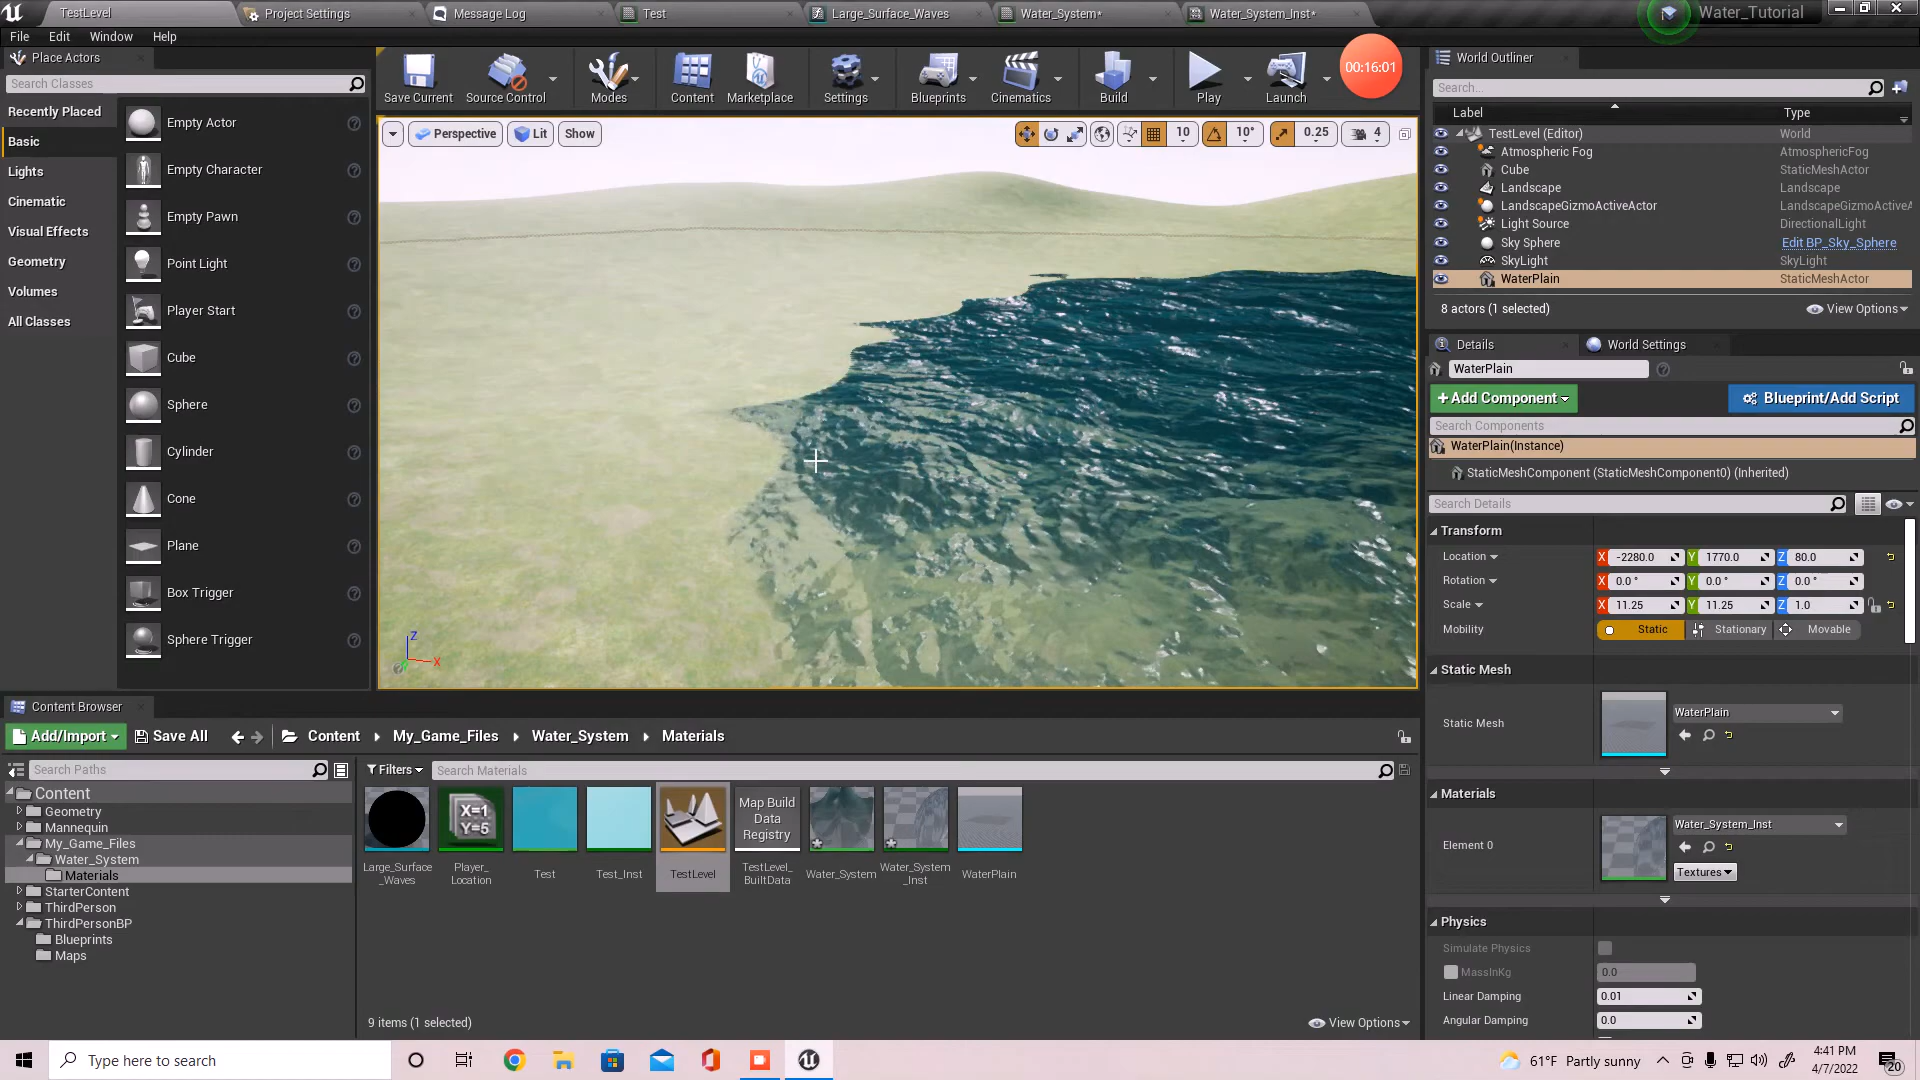 TestLevel
Project Settings
Message Log
Test
Large_Surface_Waves
Water_System*
Water_System_Inst*
Water_Tutorial
File Edit Window Help
Place Actors
Search Classes
Recently Placed
Basic
Lights
Cinematic
Visual Effects
Geometry
Volumes
All Classes
Empty Actor
Empty Character
Empty Pawn
Point Light
Player Start
Cube
Sphere
Cylinder
Cone
Plane
Box Trigger
Sphere Trigger
Save Current
Source Control
Modes
Content
Marketplace
Settings
Blueprints
Cinematics
Build
Play
Launch
00:16:01
Perspective Lit Show
10 10° 0.25 4
Z
X
World Outliner
Search...
Label Type
TestLevel (Editor) World
Atmospheric Fog AtmosphericFog
Cube StaticMeshActor
Landscape Landscape
LandscapeGizmoActiveActor LandscapeGizmoActiveA
Light Source DirectionalLight
Sky Sphere Edit BP_Sky_Sphere
SkyLight SkyLight
WaterPlain StaticMeshActor
8 actors (1 selected) View Options
Details World Settings
WaterPlain
+Add Component Blueprint/Add Script
Search Components
WaterPlain(Instance)
StaticMeshComponent (StaticMeshComponent0) (Inherited)
Search Details
Transform
Location X -2280.0 Y 1770.0 Z 80.0
Rotation X 0.0 ° Y 0.0 ° Z 0.0 °
Scale X 11.25 Y 11.25 Z 1.0
Mobility Static Stationary Movable
Static Mesh
Static Mesh WaterPlain
Materials
Element 0 Water_System_Inst
Textures
Physics
Simulate Physics
MassInKg 0.0
Linear Damping 0.01
Angular Damping 0.0
Content Browser
Add/Import Save All Content My_Game_Files Water_System Materials
Search Paths
Filters Search Materials
Content
Geometry
Mannequin
My_Game_Files
Water_System
Materials
StarterContent
ThirdPerson
ThirdPersonBP
Blueprints
Maps
X=1
Y=5
Map Build
Data
Registry
Large_Surface
_Waves
Player_
Location
Test
Test_Inst
TestLevel
TestLevel_
BuiltData
Water_System
Water_System
_Inst
WaterPlain
9 items (1 selected) View Options
Type here to search
61°F Partly sunny
4:41 PM
4/7/2022
20